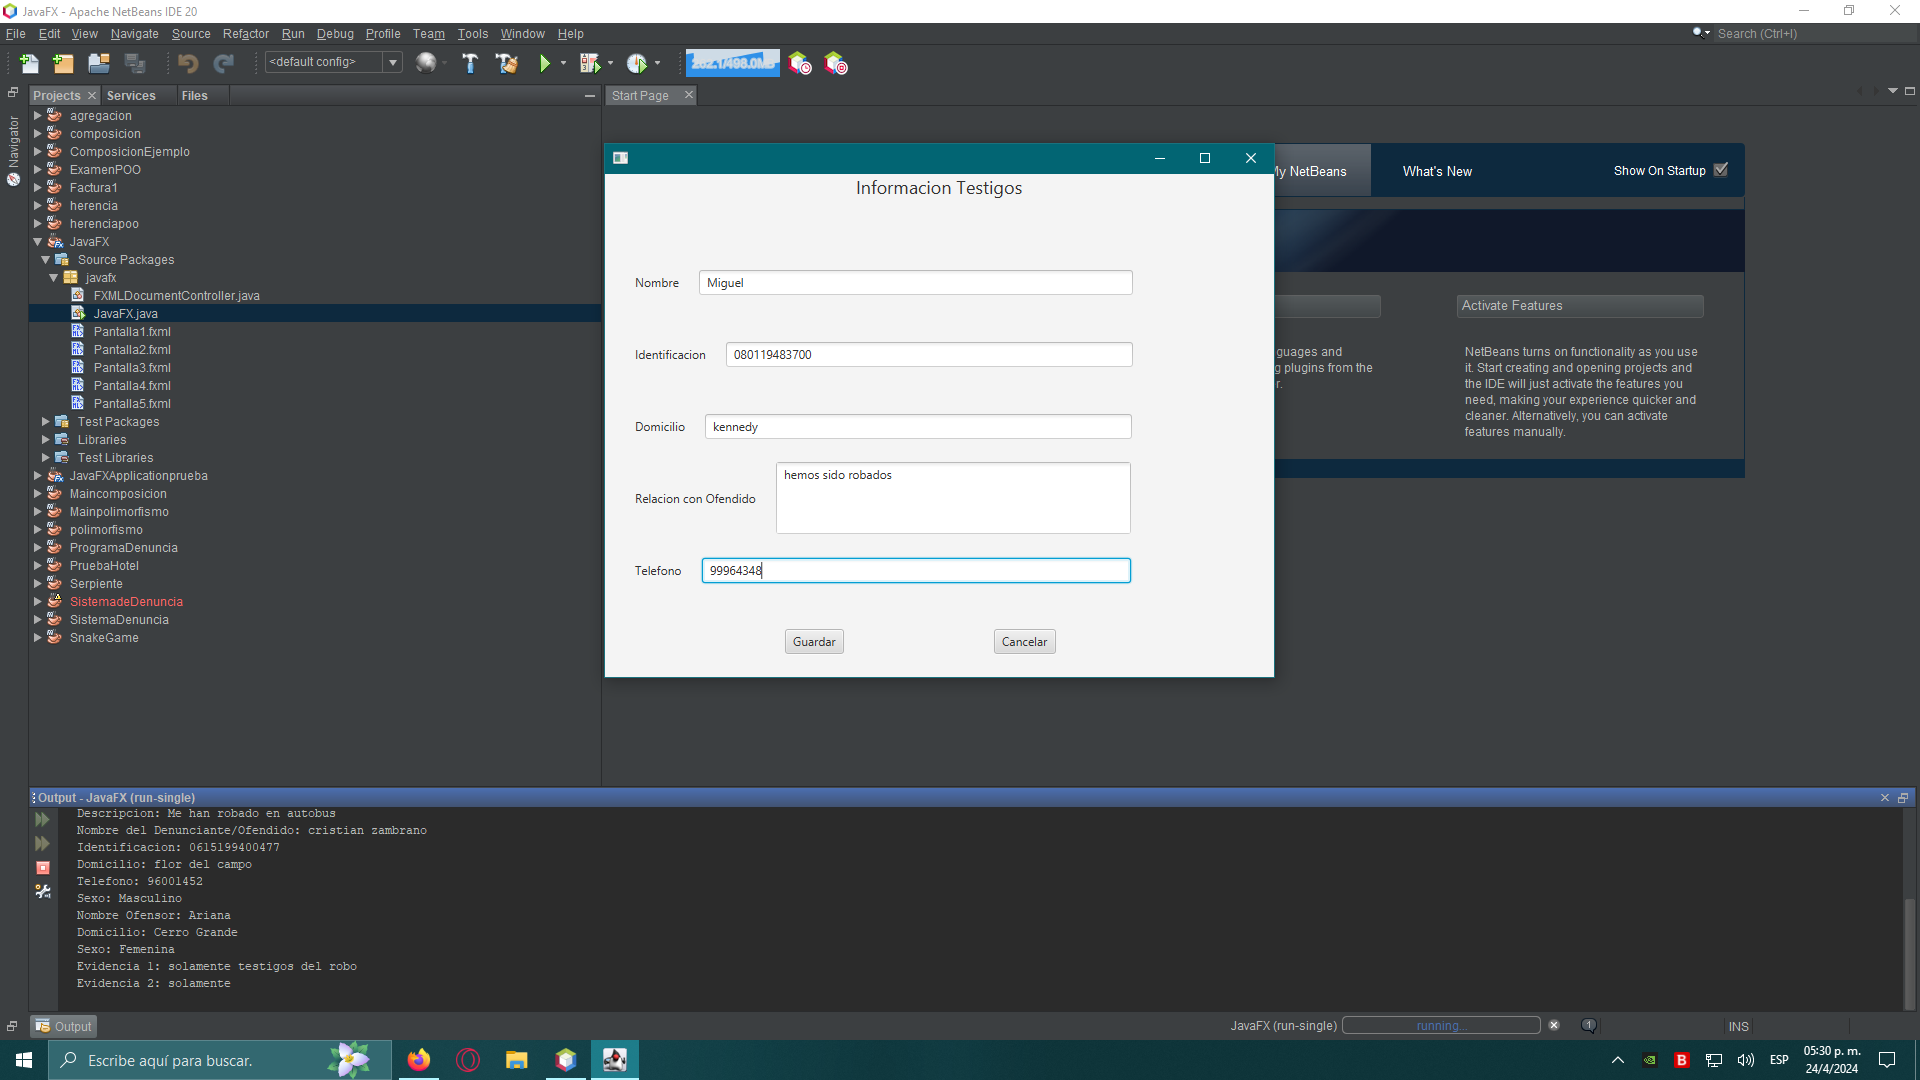 JavaFX - Apache NetBeans IDE 20
File Edit View Navigate Source Refactor Run Debug Profile Team Tools Window Help
Search (Ctrl+I)
<default config>
Projects Services Files
Start Page
Navigator
agregacion
composicion
ComposicionEjemplo
ExamenPOO
Factura1
herencia
herenciapoo
JavaFX
Source Packages
javafx
FXMLDocumentController.java
JavaFX.java
Pantalla1.fxml
Pantalla2.fxml
Pantalla3.fxml
Pantalla4.fxml
Pantalla5.fxml
Test Packages
Libraries
Test Libraries
JavaFXApplicationprueba
Maincomposicion
Mainpolimorfismo
polimorfismo
ProgramaDenuncia
PruebaHotel
Serpiente
SistemadeDenuncia
SistemaDenuncia
SnakeGame
Informacion Testigos
Nombre Miguel
Identificacion 080119483700
Domicilio kennedy
Relacion con Ofendido hemos sido robados
Telefono 99964348
Guardar Cancelar
My NetBeans What's New Show On Startup
Activate Features
guages and
g plugins from the
r.
NetBeans turns on functionality as you use
it. Start creating and opening projects and
the IDE will just activate the features you
need, making your experience quicker and
cleaner. Alternatively, you can activate
features manually.
Output - JavaFX (run-single)
Descripcion: Me han robado en autobus
Nombre del Denunciante/Ofendido: cristian zambrano
Identificacion: 0615199400477
Domicilio: flor del campo
Telefono: 96001452
Sexo: Masculino
Nombre Ofensor: Ariana
Domicilio: Cerro Grande
Sexo: Femenina
Evidencia 1: solamente testigos del robo
Evidencia 2: solamente
Output
JavaFX (run-single) running... 1 INS
Escribe aquí para buscar.
ESP
05:30 p. m.
24/4/2024